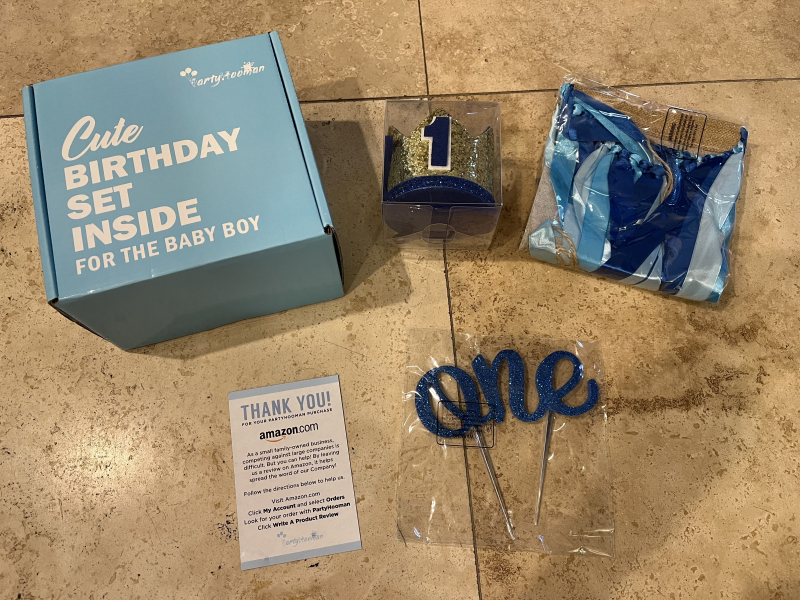 PartyHooman
Cute
BIRTHDAY
SET
INSIDE
FOR THE BABY BOY
1
one
THANK YOU!
FOR YOUR PARTYHOOMAN PURCHASE
amazon.com
As a small family-owned business,
competing against large companies is
difficult. But you can help! By leaving
us a review on Amazon, it helps
spread the word of our Company!
Follow the directions below to help us.
Visit Amazon.com
Click My Account and select Orders
Look for your order with PartyHooman
Click Write A Product Review
PartyHooman